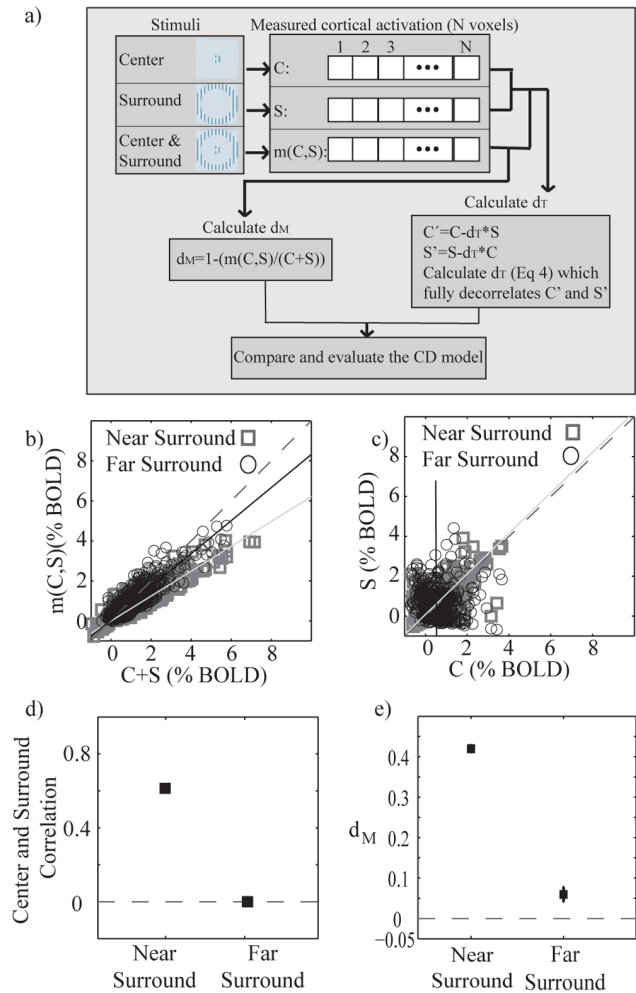 a)
Stimuli
Measured cortical activation (N voxels)
1 2 3 N
Center
C:
Surround
S:
Center &
Surround
m(C,S):
Calculate dM
Calculate dT
dM=1-(m(C,S)/(C+S))
C´=C-dT*S
S'=S-dT*C
Calculate dT (Eq 4) which
fully decorrelates C' and S'
Compare and evaluate the CD model
b)
Near Surround
Far Surround
m(C,S)(% BOLD)
8
6
4
2
0
0 2 4 6 8
C+S (% BOLD)
c)
Near Surround
Far Surround
S (% BOLD)
8
6
4
2
0
0 2 4 6 8
C (% BOLD)
d)
Center and Surround
Correlation
0.8
0.4
0
Near
Surround
Far
Surround
e)
dM
0.4
0.3
0.2
0.1
0
−0.05
Near
Surround
Far
Surround